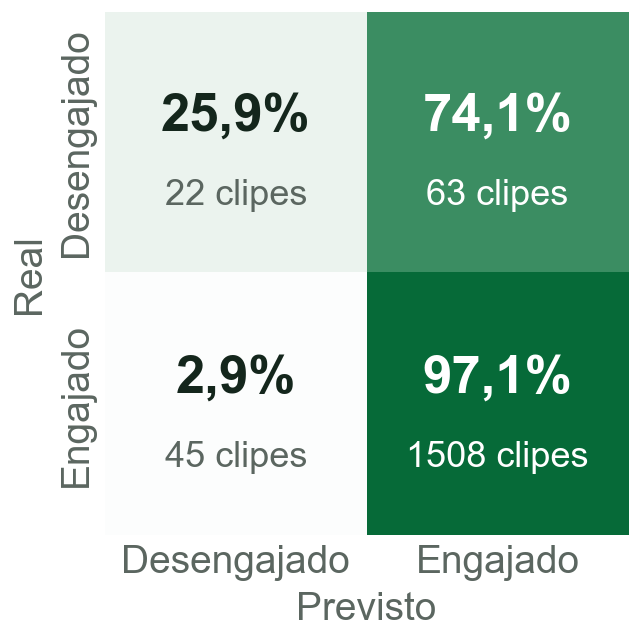 Real
Desengajado
25,9%
22 clipes
74,1%
63 clipes
Engajado
2,9%
45 clipes
97,1%
1508 clipes
Desengajado
Engajado
Previsto